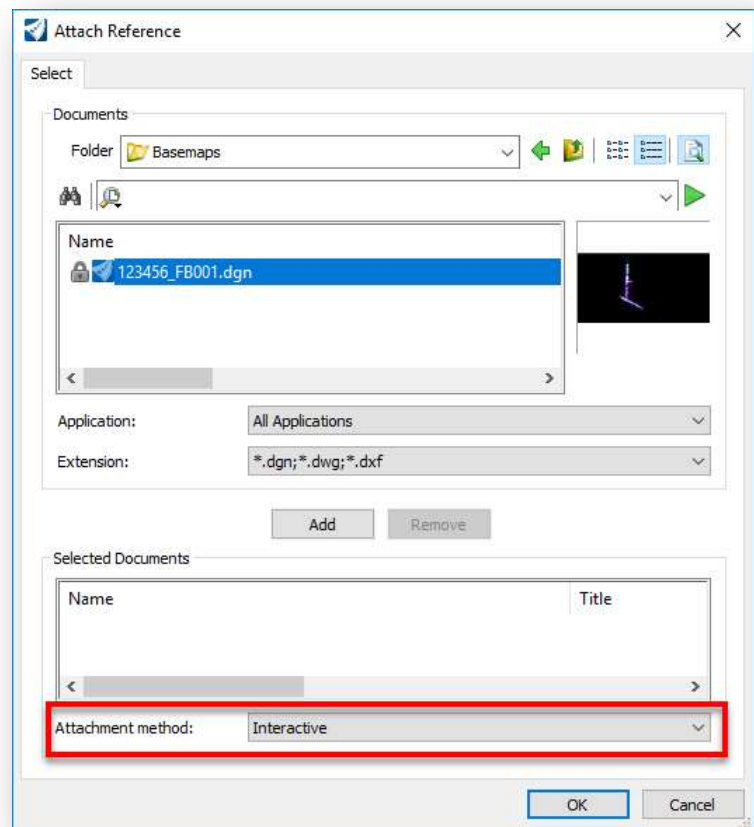 Attach Reference
Select
Documents
Folder Basemaps
Name
123456_FB001.dgn
Application: All Applications
Extension: *.dgn;*.dwg;*.dxf
Add Remove
Selected Documents
Name Title
Attachment method: Interactive
OK Cancel